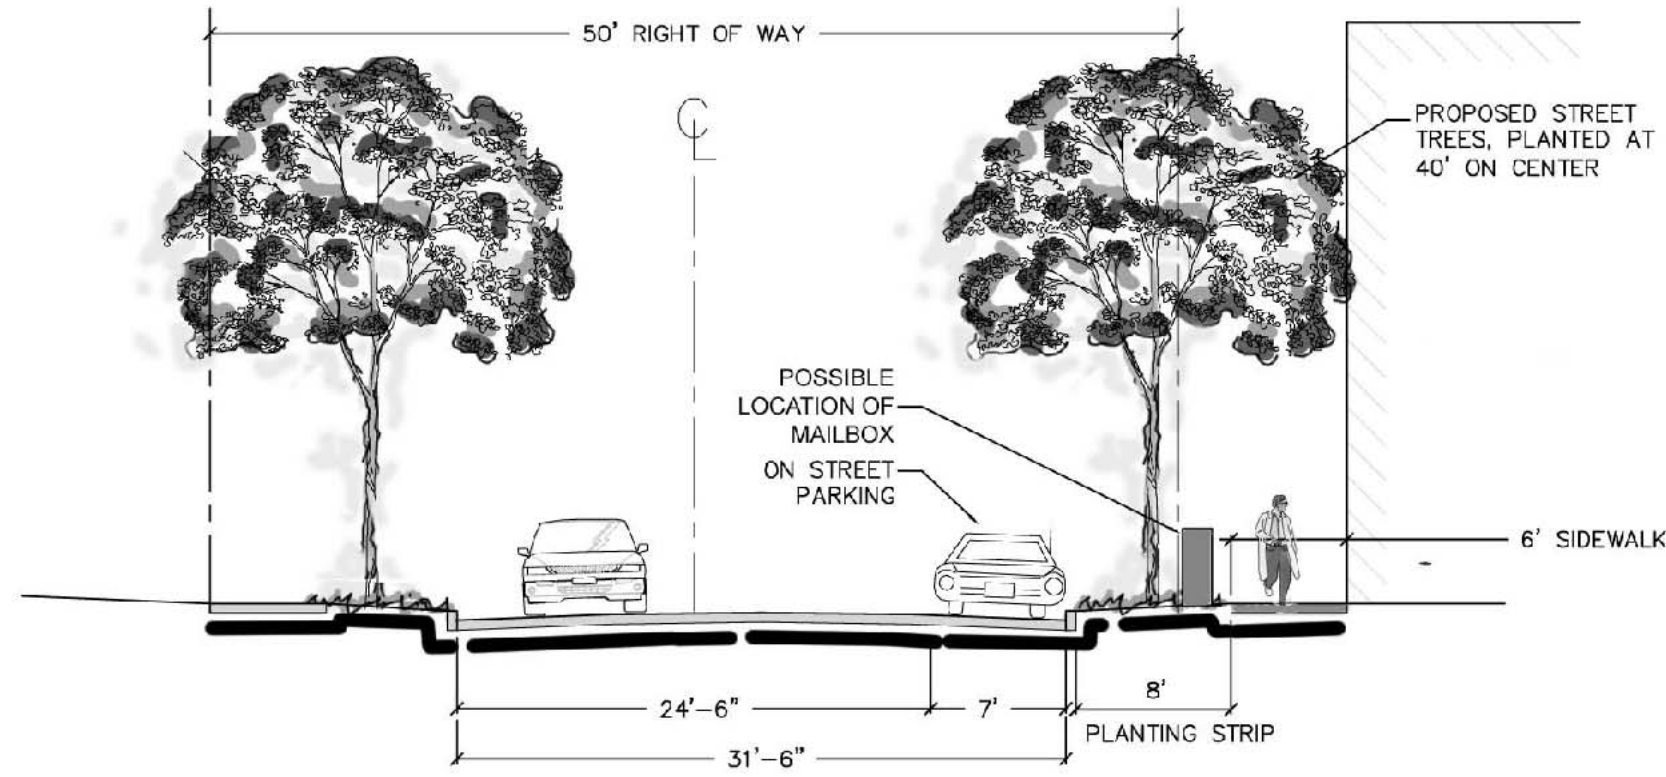 50' RIGHT OF WAY
℄
PROPOSED STREET
TREES, PLANTED AT
40' ON CENTER
POSSIBLE
LOCATION OF
MAILBOX
ON STREET
PARKING
6' SIDEWALK
24'-6"
7'
8'
PLANTING STRIP
31'-6"